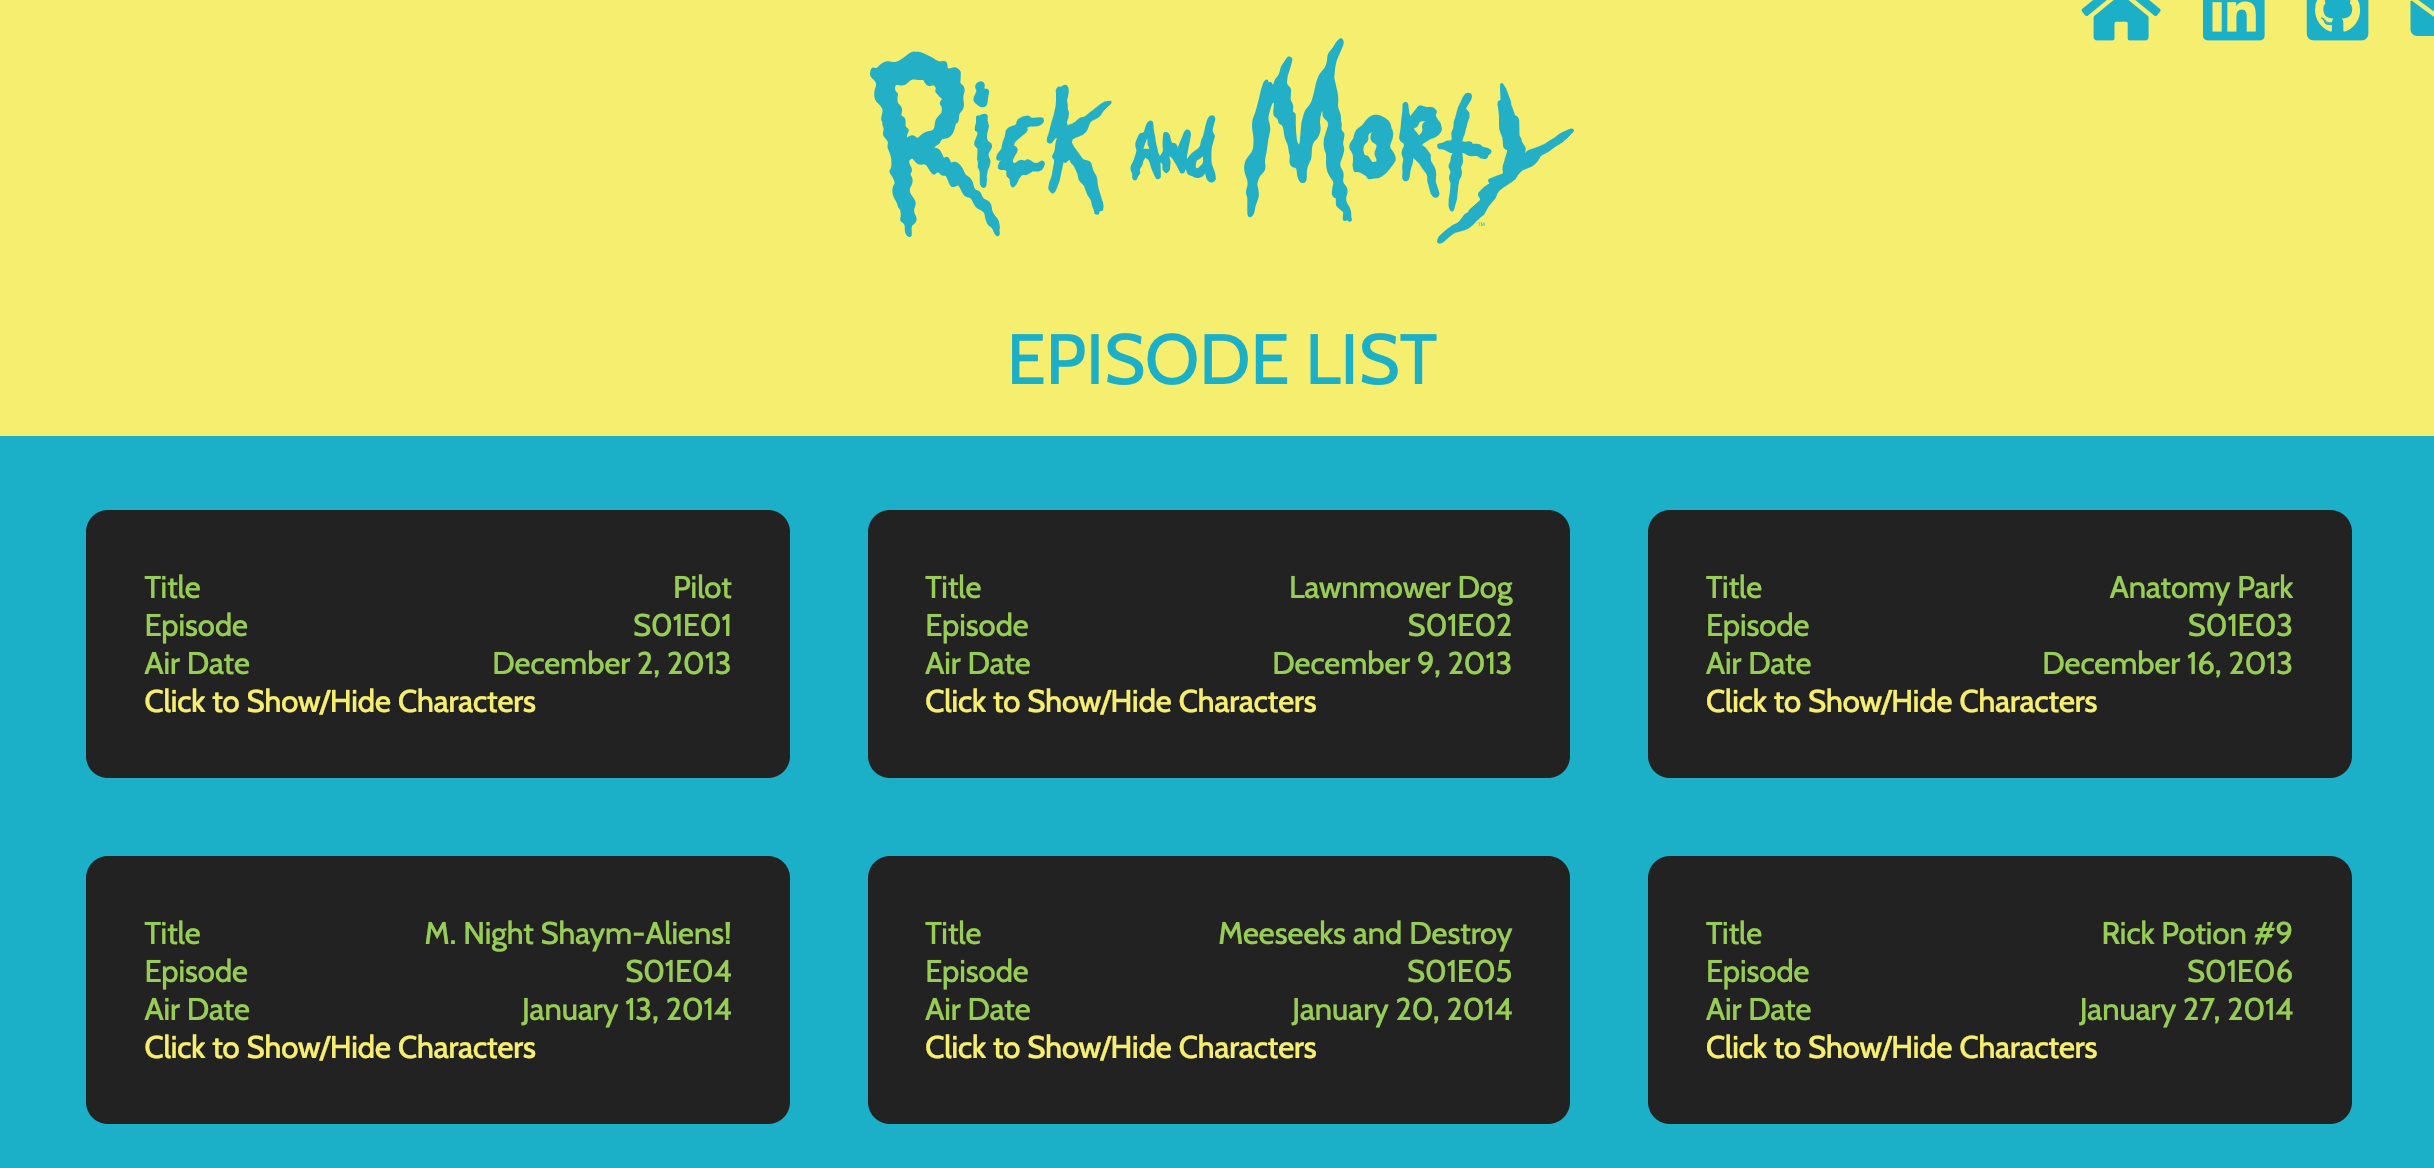 Rick and Morty
™
EPISODE LIST
Title Pilot
Episode S01E01
Air Date December 2, 2013
Click to Show/Hide Characters
Title Lawnmower Dog
Episode S01E02
Air Date December 9, 2013
Click to Show/Hide Characters
Title Anatomy Park
Episode S01E03
Air Date December 16, 2013
Click to Show/Hide Characters
Title M. Night Shaym-Aliens!
Episode S01E04
Air Date January 13, 2014
Click to Show/Hide Characters
Title Meeseeks and Destroy
Episode S01E05
Air Date January 20, 2014
Click to Show/Hide Characters
Title Rick Potion #9
Episode S01E06
Air Date January 27, 2014
Click to Show/Hide Characters